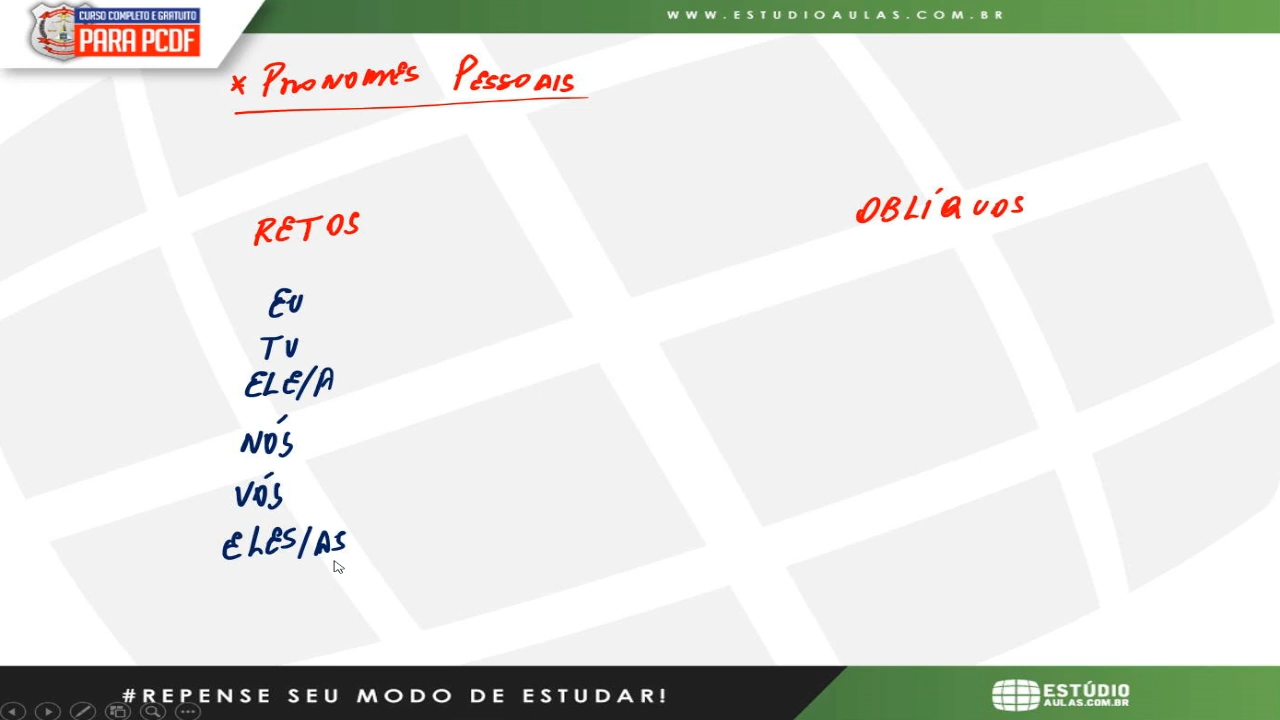 CURSO COMPLETO E GRATUITO
PARA PCDF
WWW.ESTUDIOAULAS.COM.BR
* PRONOMES PESSOAIS
RETOS
OBLÍQUOS
EU
TU
ELE/A
NÓS
VÓS
ELES/AS
#REPENSE SEU MODO DE ESTUDAR!
ESTÚDIO
AULAS.COM.BR